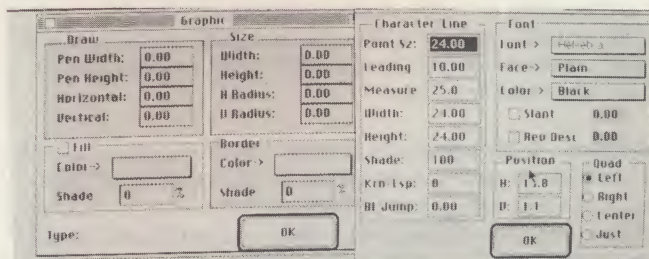 Graphic
Draw
Pen Width: 0.00
Pen Height: 0.00
Horizontal: 0.00
Vertical: 0.00
Size
Width: 0.00
Height: 0.00
H Radius: 0.00
V Radius: 0.00
Fill
Color->
Shade 0 %
Border
Color->
Shade 0 %
Type:
OK
Character Line
Point Sz: 24.00
Leading 10.00
Measure 25.0
Width: 24.00
Height: 24.00
Shade: 100
Krn-Lsp: 0
Bl Jump: 0.00
Font
Font >
Face-> Plain
Color-> Black
Slant 0.00
Rev Desc 0.00
Position
H:
V: 1.1
Quad
Left
Right
Center
Just
OK